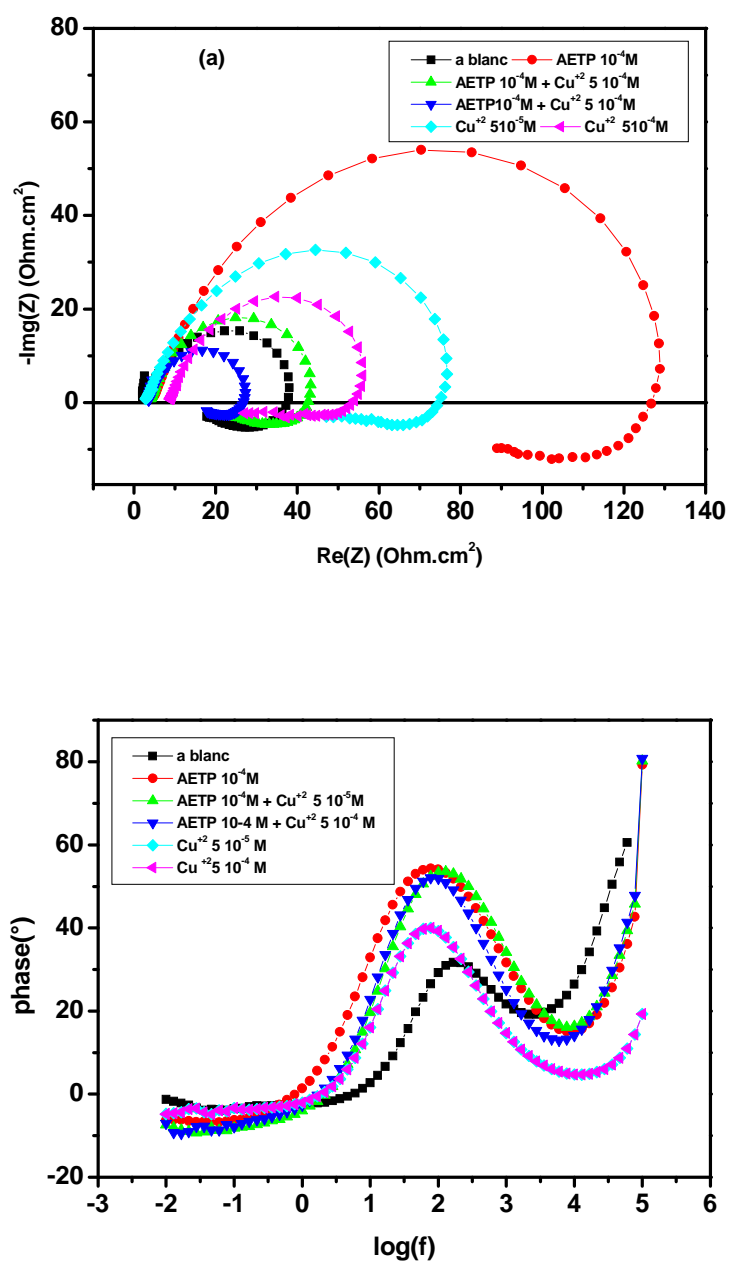 80
(a)
a blanc AETP 10⁻⁴M
AETP 10⁻⁴M + Cu⁺² 5 10⁻⁴M
AETP10⁻⁴M + Cu⁺² 5 10⁻⁴M
Cu⁺² 510⁻⁵M Cu⁺² 510⁻⁴M
60
40
20
0
-Img(Z) (Ohm.cm²)
0 20 40 60 80 100 120 140
Re(Z) (Ohm.cm²)
80
a blanc
AETP 10⁻⁴M
AETP 10⁻⁴M + Cu⁺² 5 10⁻⁵M
AETP 10-4 M + Cu⁺² 5 10⁻⁴ M
Cu⁺² 5 10⁻⁵ M
Cu ⁺²5 10⁻⁴ M
60
40
20
0
-20
phase(°)
-3 -2 -1 0 1 2 3 4 5 6
log(f)